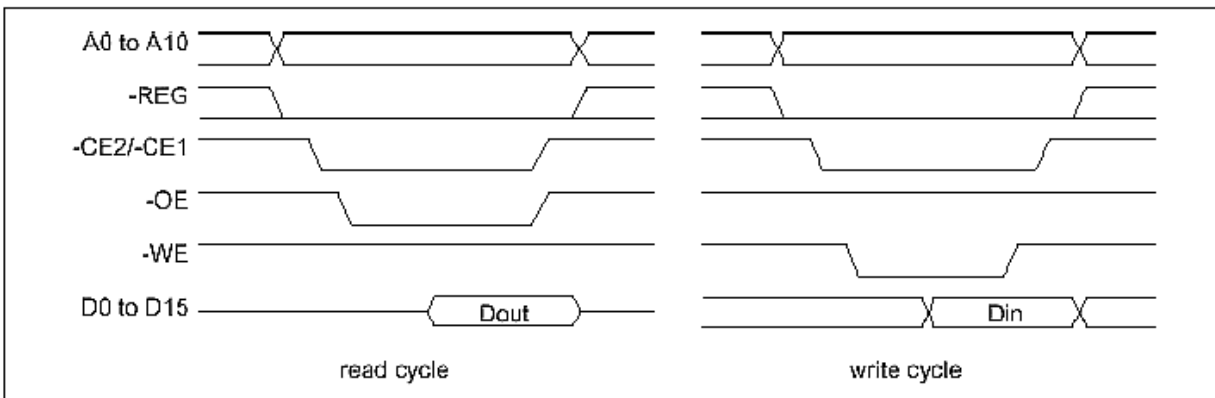 A0 to A10
-REG
-CE2/-CE1
-OE
-WE
D0 to D15
Dout
Din
read cycle
write cycle